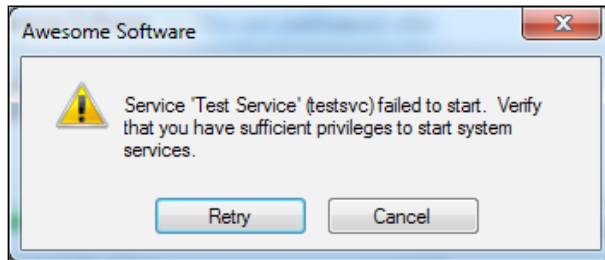 Awesome Software
Service 'Test Service' (testsvc) failed to start.  Verify
that you have sufficient privileges to start system
services.
Retry
Cancel